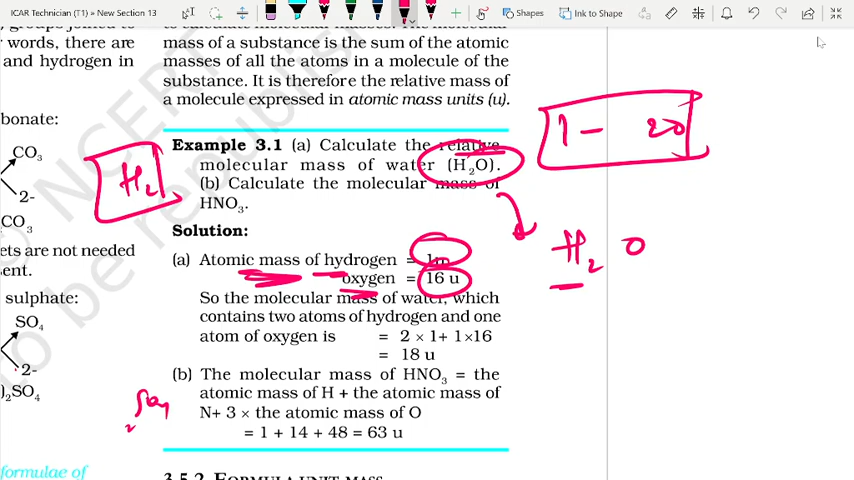 ICAR Technician (T1) » New Section 13
Shapes
Ink to Shape
words, there are
and hydrogen in
bonate:
CO3
2-
CO3
ets are not needed
sent.
sulphate:
SO4
2-
)2SO4
formulae of
mass of a substance is the sum of the atomic
masses of all the atoms in a molecule of the
substance. It is therefore the relative mass of
a molecule expressed in atomic mass units (u).
Example 3.1 (a) Calculate the relative
molecular mass of water (H2O).
(b) Calculate the molecular mass of
HNO3.
Solution:
(a) Atomic mass of hydrogen = 1u,
oxygen = 16 u
So the molecular mass of water, which
contains two atoms of hydrogen and one
atom of oxygen is = 2 × 1+ 1×16
= 18 u
(b) The molecular mass of HNO3 = the
atomic mass of H + the atomic mass of
N+ 3 × the atomic mass of O
= 1 + 14 + 48 = 63 u
3.5.2 FORMULA UNIT MASS
H2
1 - 20
H2 O